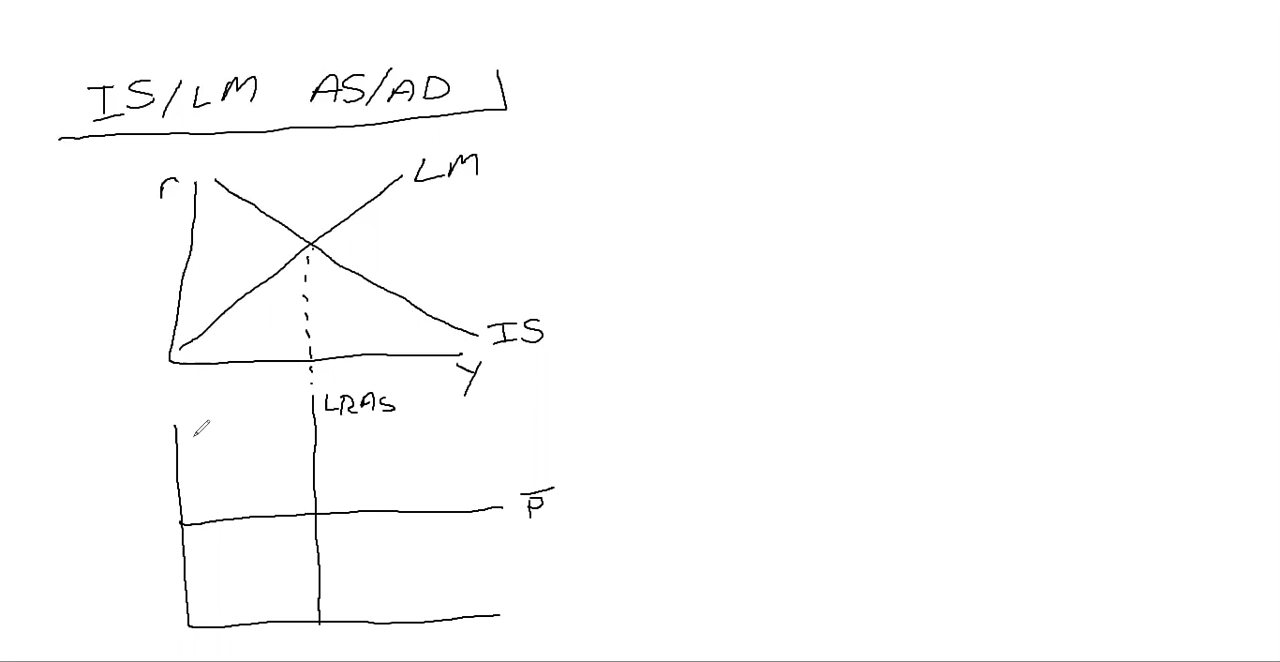 IS/LM AS/AD
r
LM
IS
Y
LRAS
P̅